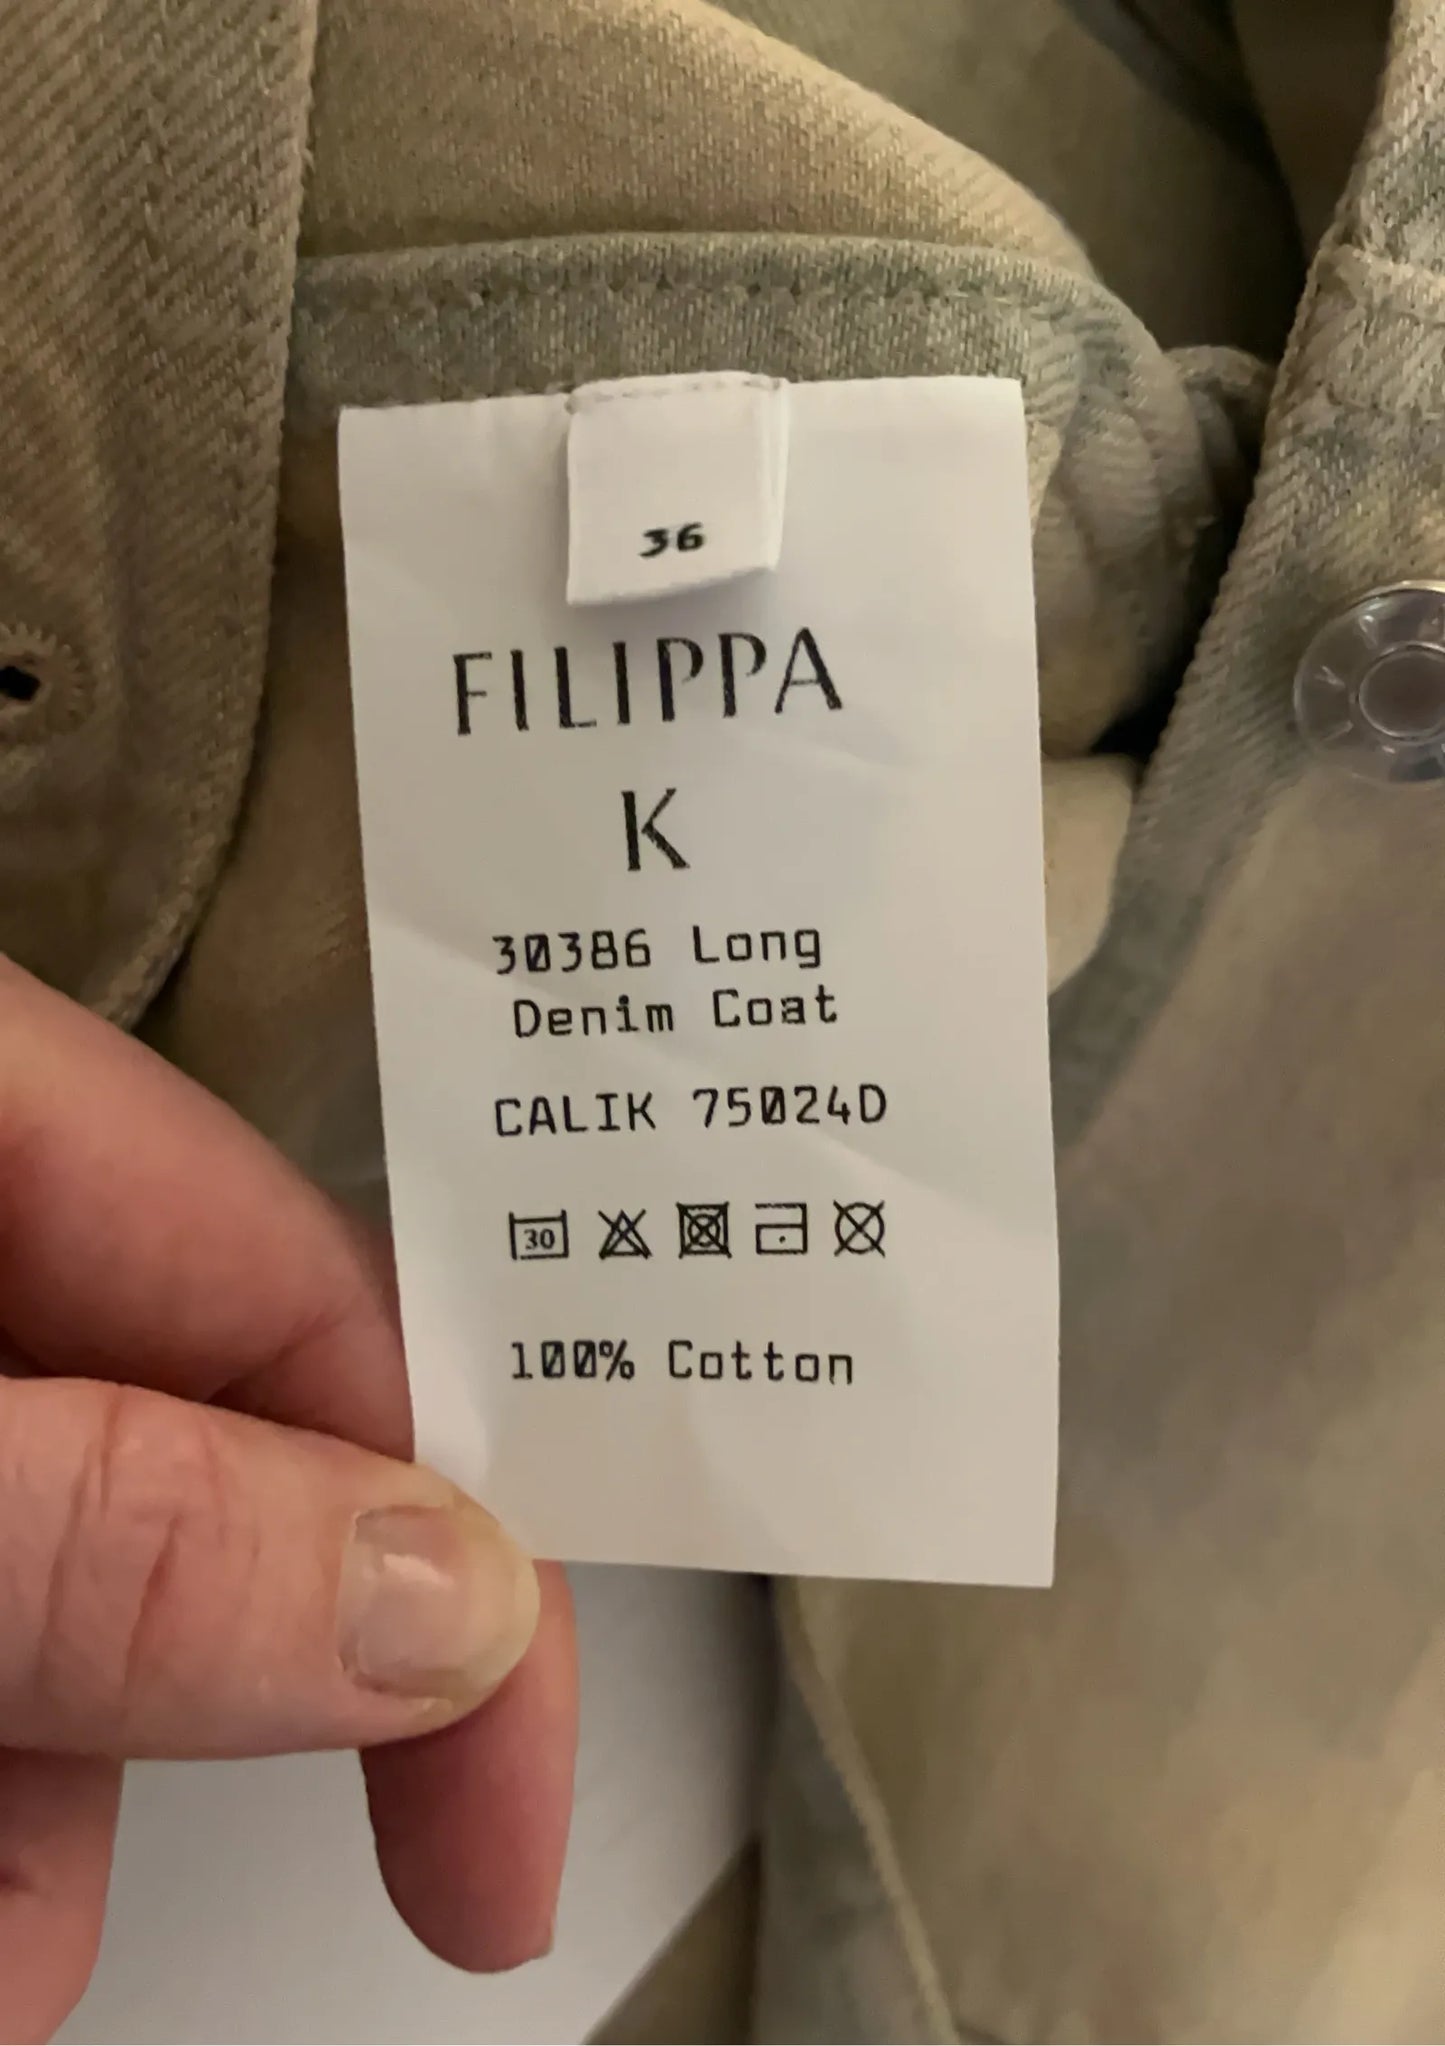 36
FILIPPA
K
30386 Long
Denim Coat
CALIK 75024D
30
100% Cotton